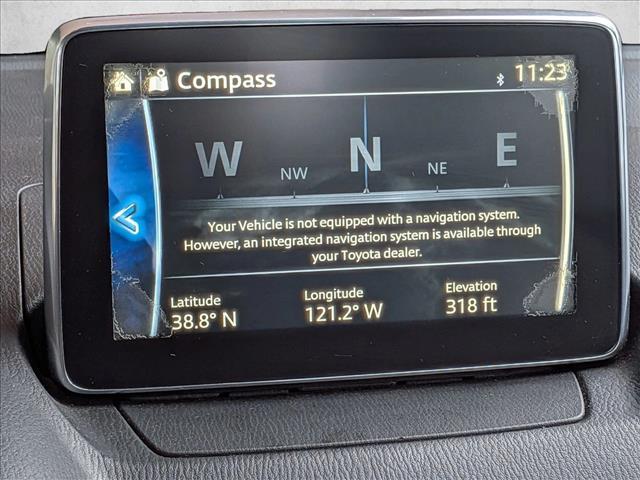 Compass 11:23
W NW N NE E
Your Vehicle is not equipped with a navigation system.
However, an integrated navigation system is available through
your Toyota dealer.
Latitude Longitude Elevation
38.8° N 121.2° W 318 ft